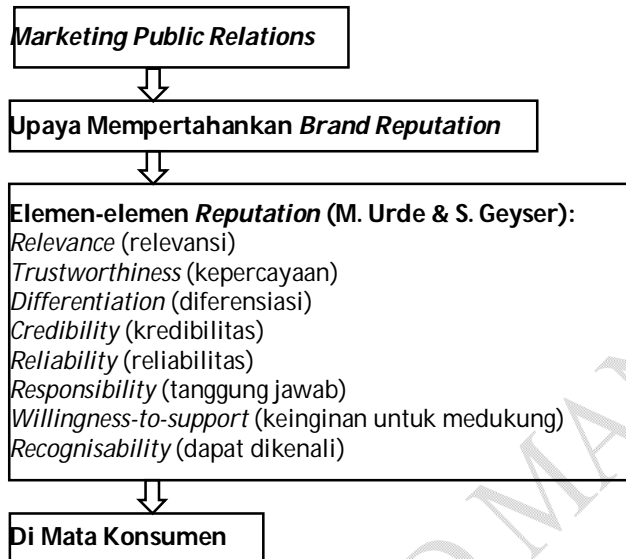 Marketing Public Relations
Upaya Mempertahankan Brand Reputation
Elemen-elemen Reputation (M. Urde & S. Geyser):
Relevance (relevansi)
Trustworthiness (kepercayaan)
Differentiation (diferensiasi)
Credibility (kredibilitas)
Reliability (reliabilitas)
Responsibility (tanggung jawab)
Willingness-to-support (keinginan untuk medukung)
Recognisability (dapat dikenali)
Di Mata Konsumen